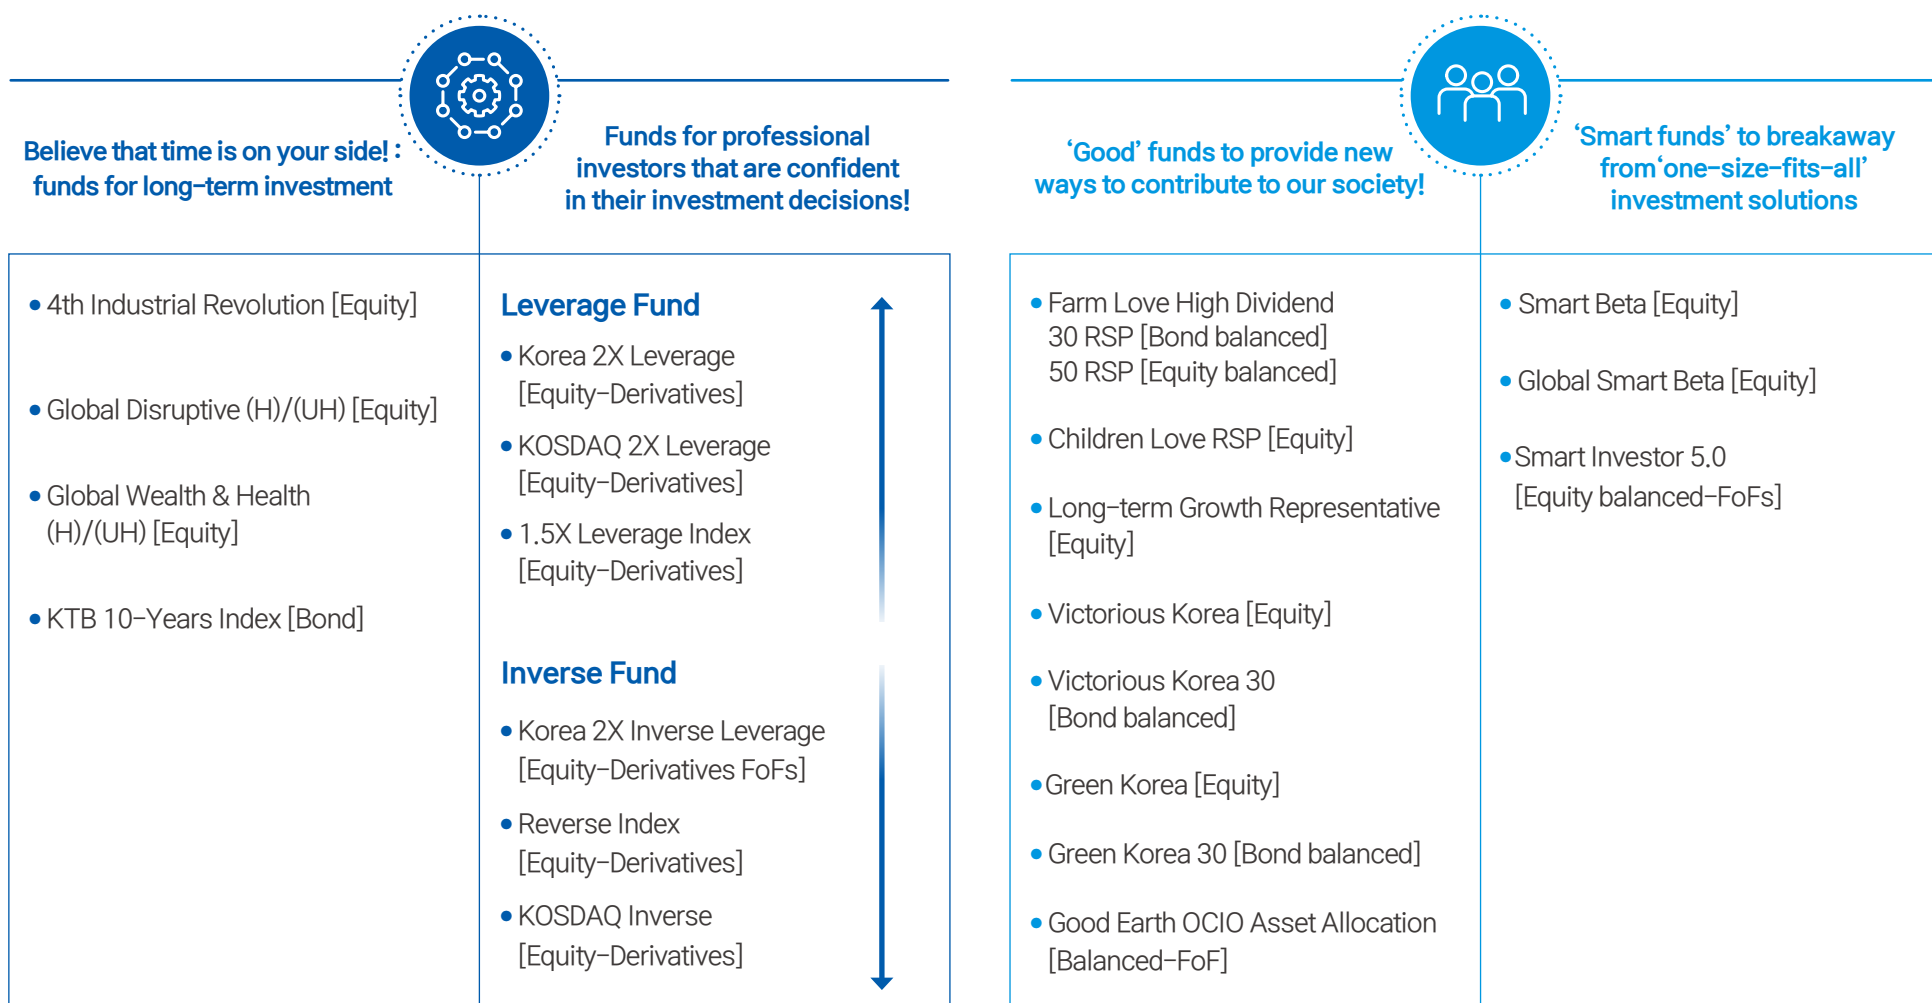 Believe that time is on your side! :
funds for long-term investment
Funds for professional
investors that are confident
in their investment decisions!
• 4th Industrial Revolution [Equity]
• Global Disruptive (H)/(UH) [Equity]
• Global Wealth & Health
(H)/(UH) [Equity]
• KTB 10-Years Index [Bond]
Leverage Fund
• Korea 2X Leverage
[Equity-Derivatives]
• KOSDAQ 2X Leverage
[Equity-Derivatives]
• 1.5X Leverage Index
[Equity-Derivatives]
Inverse Fund
• Korea 2X Inverse Leverage
[Equity-Derivatives FoFs]
• Reverse Index
[Equity-Derivatives]
• KOSDAQ Inverse
[Equity-Derivatives]
‘Good’ funds to provide new
ways to contribute to our society!
‘Smart funds’ to breakaway
from‘one-size-fits-all’
investment solutions
• Farm Love High Dividend
30 RSP [Bond balanced]
50 RSP [Equity balanced]
• Children Love RSP [Equity]
• Long-term Growth Representative
[Equity]
• Victorious Korea [Equity]
• Victorious Korea 30
[Bond balanced]
• Green Korea [Equity]
• Green Korea 30 [Bond balanced]
• Good Earth OCIO Asset Allocation
[Balanced-FoF]
• Smart Beta [Equity]
• Global Smart Beta [Equity]
• Smart Investor 5.0
[Equity balanced-FoFs]